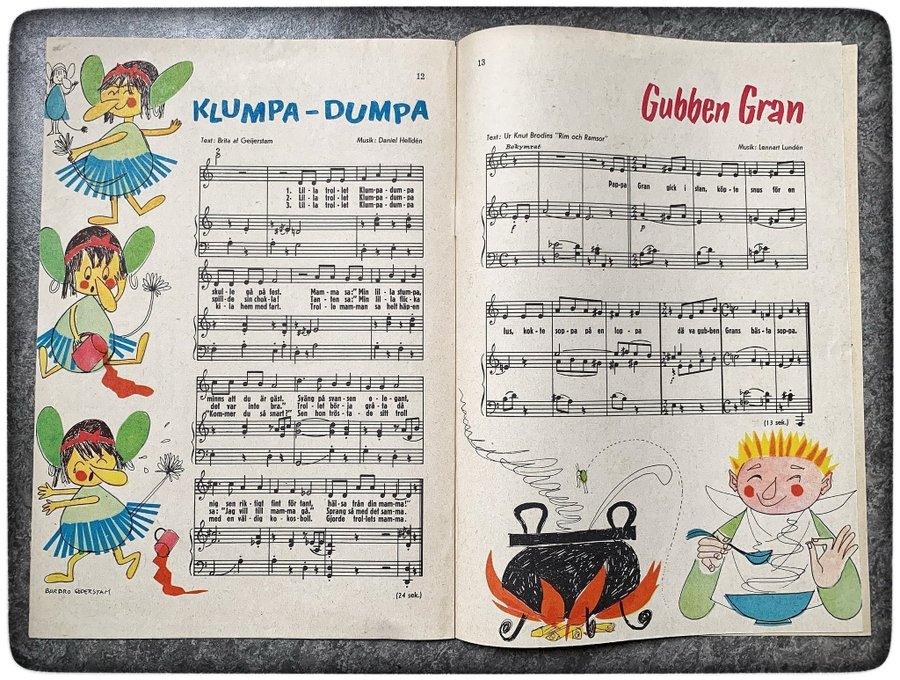 12
KLUMPA-DUMPA
Text: Brita af Geijerstam
Musik: Daniel Helldén
1. Lil - la trol - let Klum-pa - dum - pa
2. Lil - la trol - let Klum-pa - dum - pa
3. Lil - la trol - let Klum-pa - dum - pa
skul - le gå på fest. Mam - ma sa:" Min lil - la stum-pa,
spill - de sin chok - la! Tan - ten sa:" Min lil - la flic - ka
ki - la hem med fart. Trol - le mam-man sa helt häp-en
minns att du är gäst. Sväng på svan - sen e - le - gant,
det var inte bra." Trol - let bör - ja grå - ta då
"Kom-mer du så snart?" Sen hon trös - ta - de sitt troll
nig sen rik - tigt fint för tant, häl - sa från din mam-ma!"
sa: "Jag vill till mam-ma gå." Sprang så med det sam-ma.
med en väl - dig ko - kos-boll. Gjorde trol-lets mam-ma.
(24 sek.)
BARBRO SÖDERSTAM
13
Gubben Gran
Text: Ur Knut Brodins "Rim och Ramsor"
Musik: Lennart Lundén
Bekymrat
Pap-pa Gran gick i stan, köp - te snus för en
lus, kok - te sop - pa på en lop - pa då va gub-ben Grans bäs - ta sop-pa.
(13 sek.)